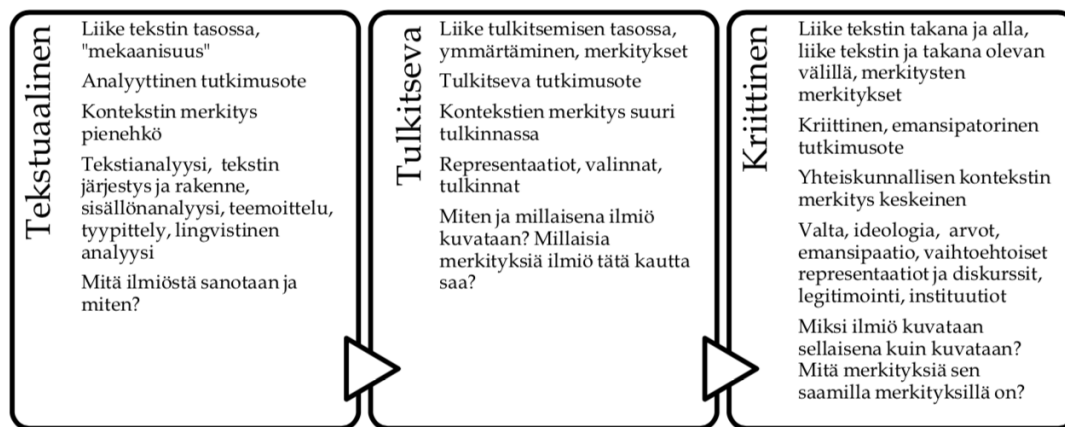 Tekstuaalinen
Liike tekstin tasossa,
"mekaanisuus"
Analyyttinen tutkimusote
Kontekstin merkitys
pienehkö
Tekstianalyysi, tekstin
järjestys ja rakenne,
sisällönanalyysi, teemoittelu,
tyypittely, lingvistinen
analyysi
Mitä ilmiöstä sanotaan ja
miten?
Tulkitseva
Liike tulkitsemisen tasossa,
ymmärtäminen, merkitykset
Tulkitseva tutkimusote
Kontekstien merkitys suuri
tulkinnassa
Representaatiot, valinnat,
tulkinnat
Miten ja millaisena ilmiö
kuvataan? Millaisia
merkityksiä ilmiö tätä kautta
saa?
Kriittinen
Liike tekstin takana ja alla,
liike tekstin ja takana olevan
välillä, merkitysten
merkitykset
Kriittinen, emansipatorinen
tutkimusote
Yhteiskunnallisen kontekstin
merkitys keskeinen
Valta, ideologia, arvot,
emansipaatio, vaihtoehtoiset
representaatiot ja diskurssit,
legitimointi, instituutiot
Miksi ilmiö kuvataan
sellaisena kuin kuvataan?
Mitä merkityksiä sen
saamilla merkityksillä on?